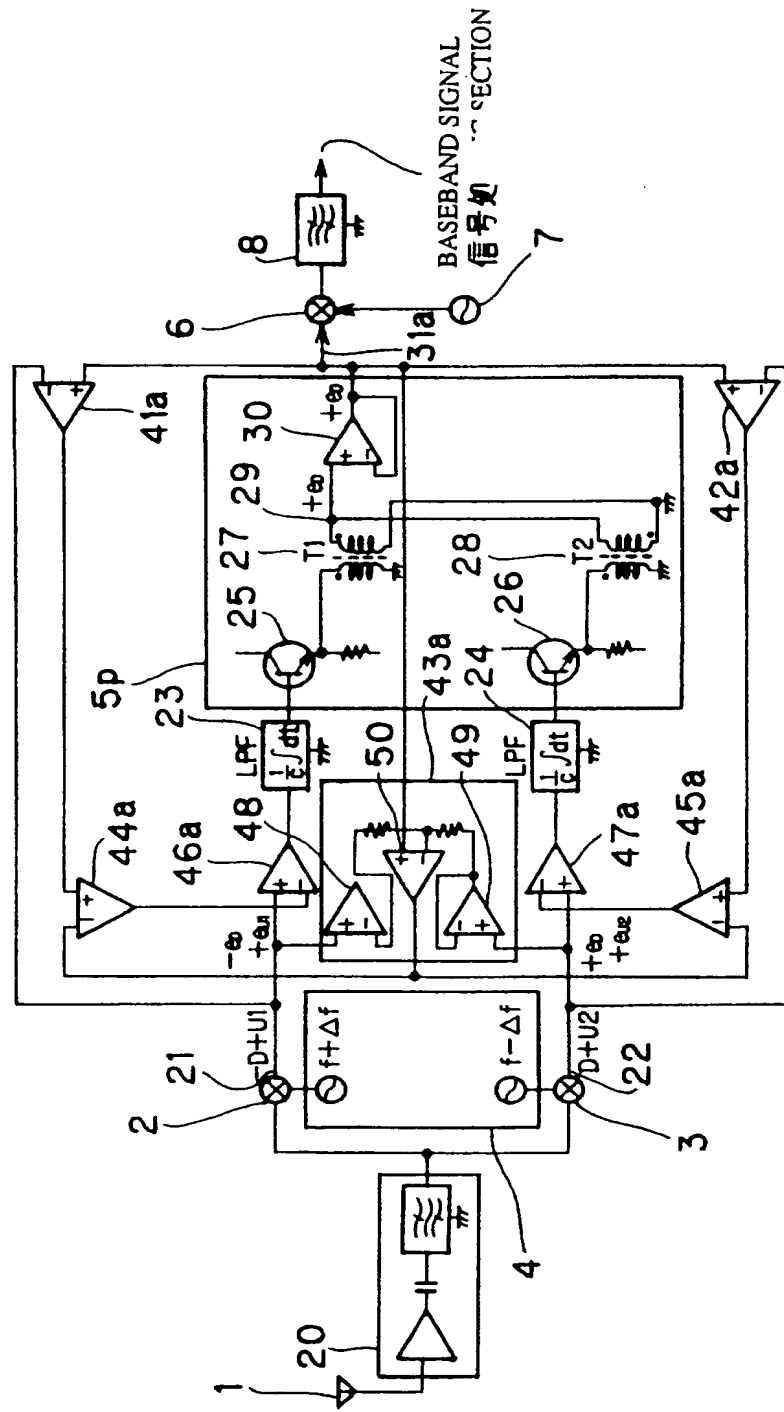 1
20
4
2
21
-D+U1
f+Δf
f-Δf
D+U2
22
3
44a
46a
48
-e0
+eu1
50
49
43a
+e0
+eu2
47a
45a
5p
23
LPF
1/c ∫dt
24
LPF
1/c ∫dt
25
26
27
T1
28
T2
29
+e0
30
+e0
31a
41a
42a
6
7
8
BASEBAND SIGNAL
信号処 SECTION